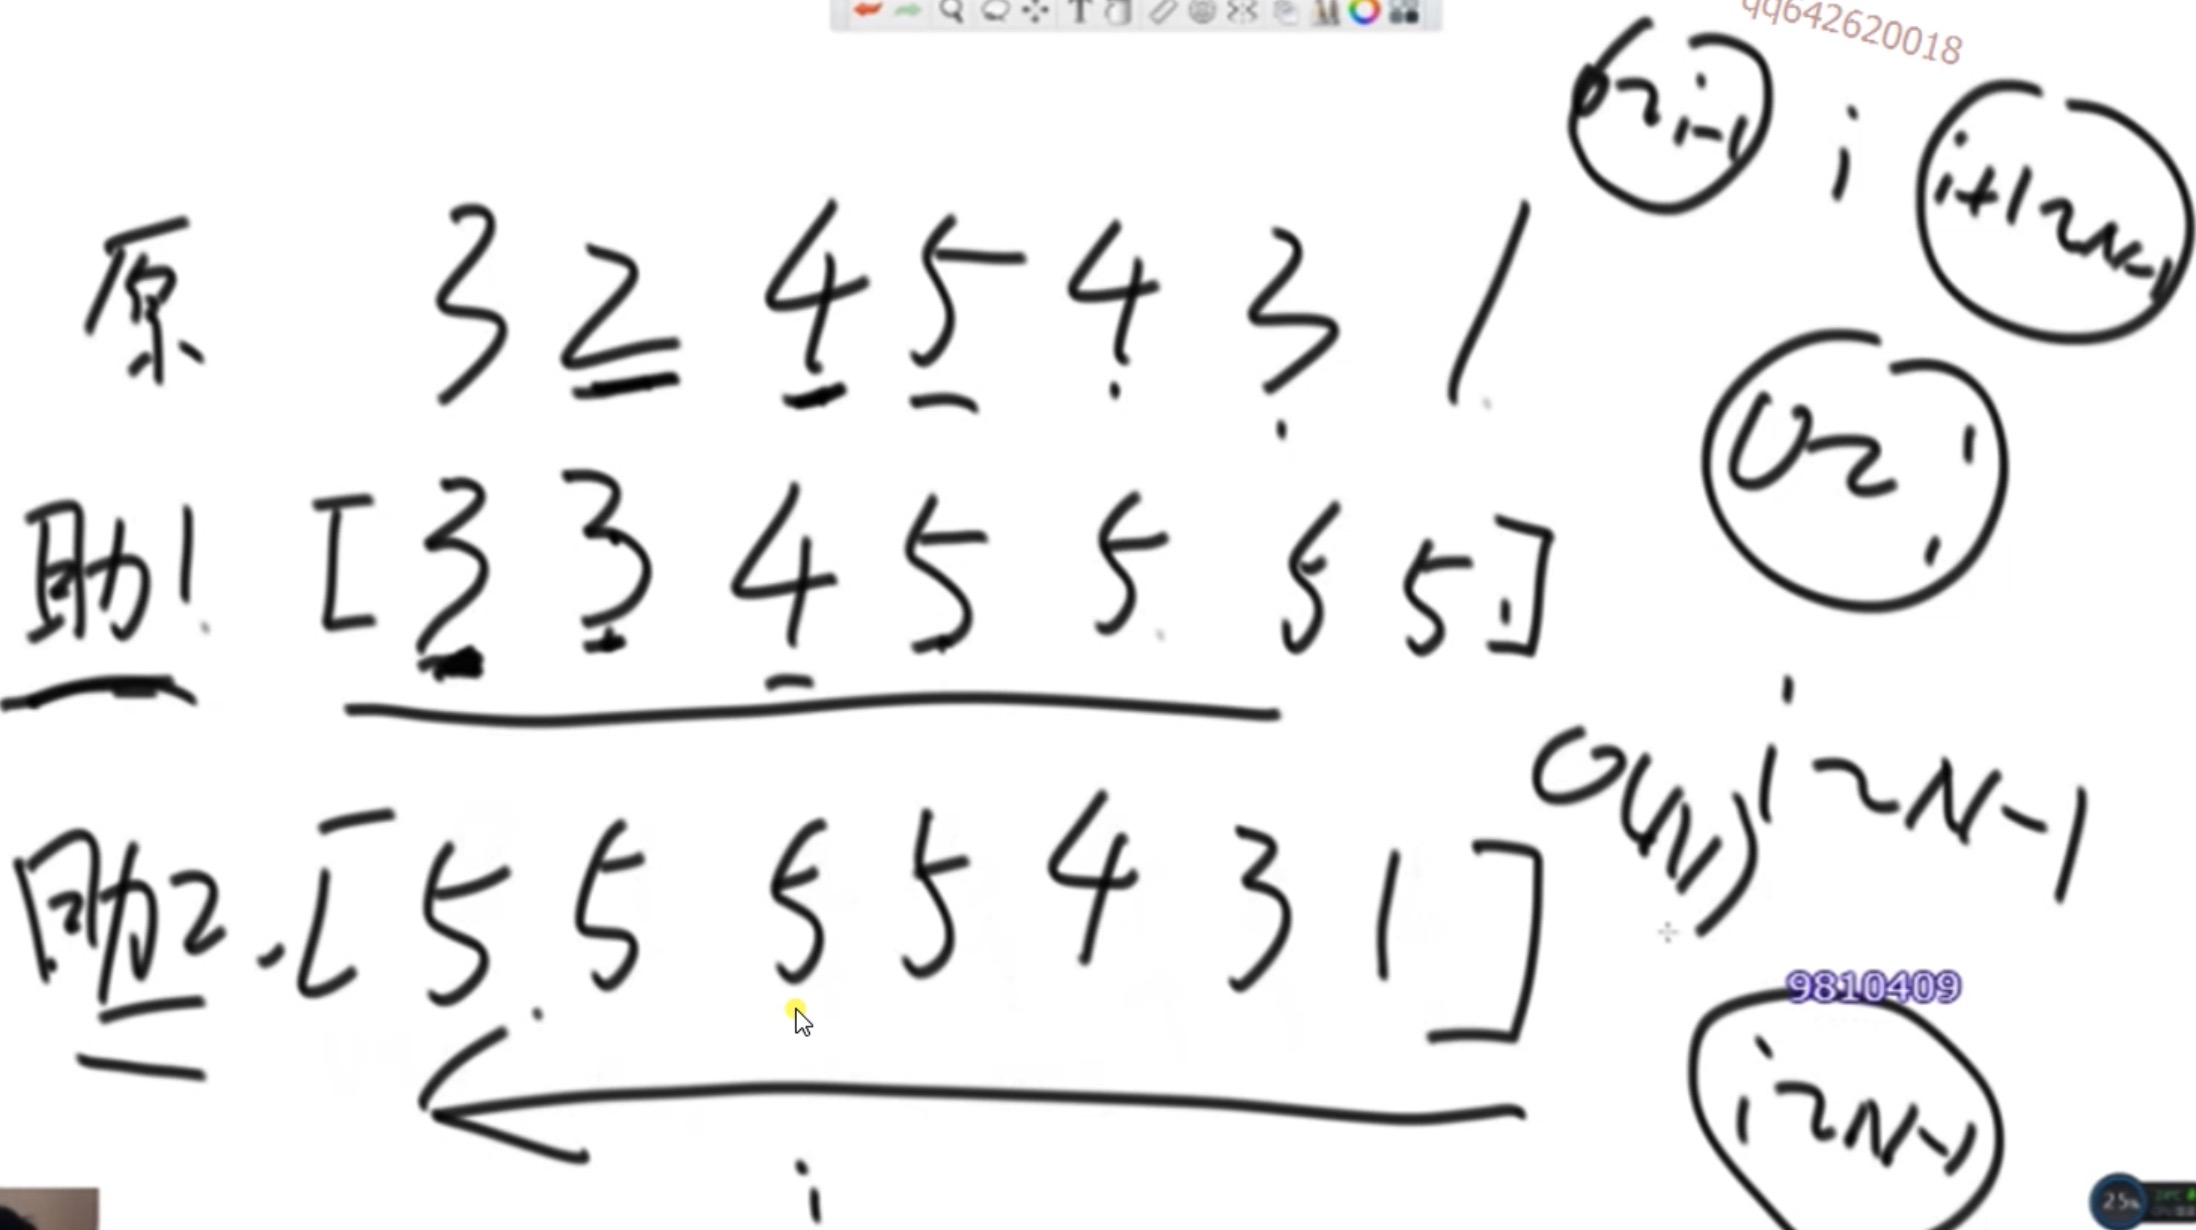 qq642620018
0~i-1 i i+1~N-1
原 3 2 4 5 4 3 1
0~i
助1 [3 3 4 5 5 5 5]
O(N) i~N-1
助2 [5 5 5 5 4 3 1]
9810409
i~N-1
i
25%